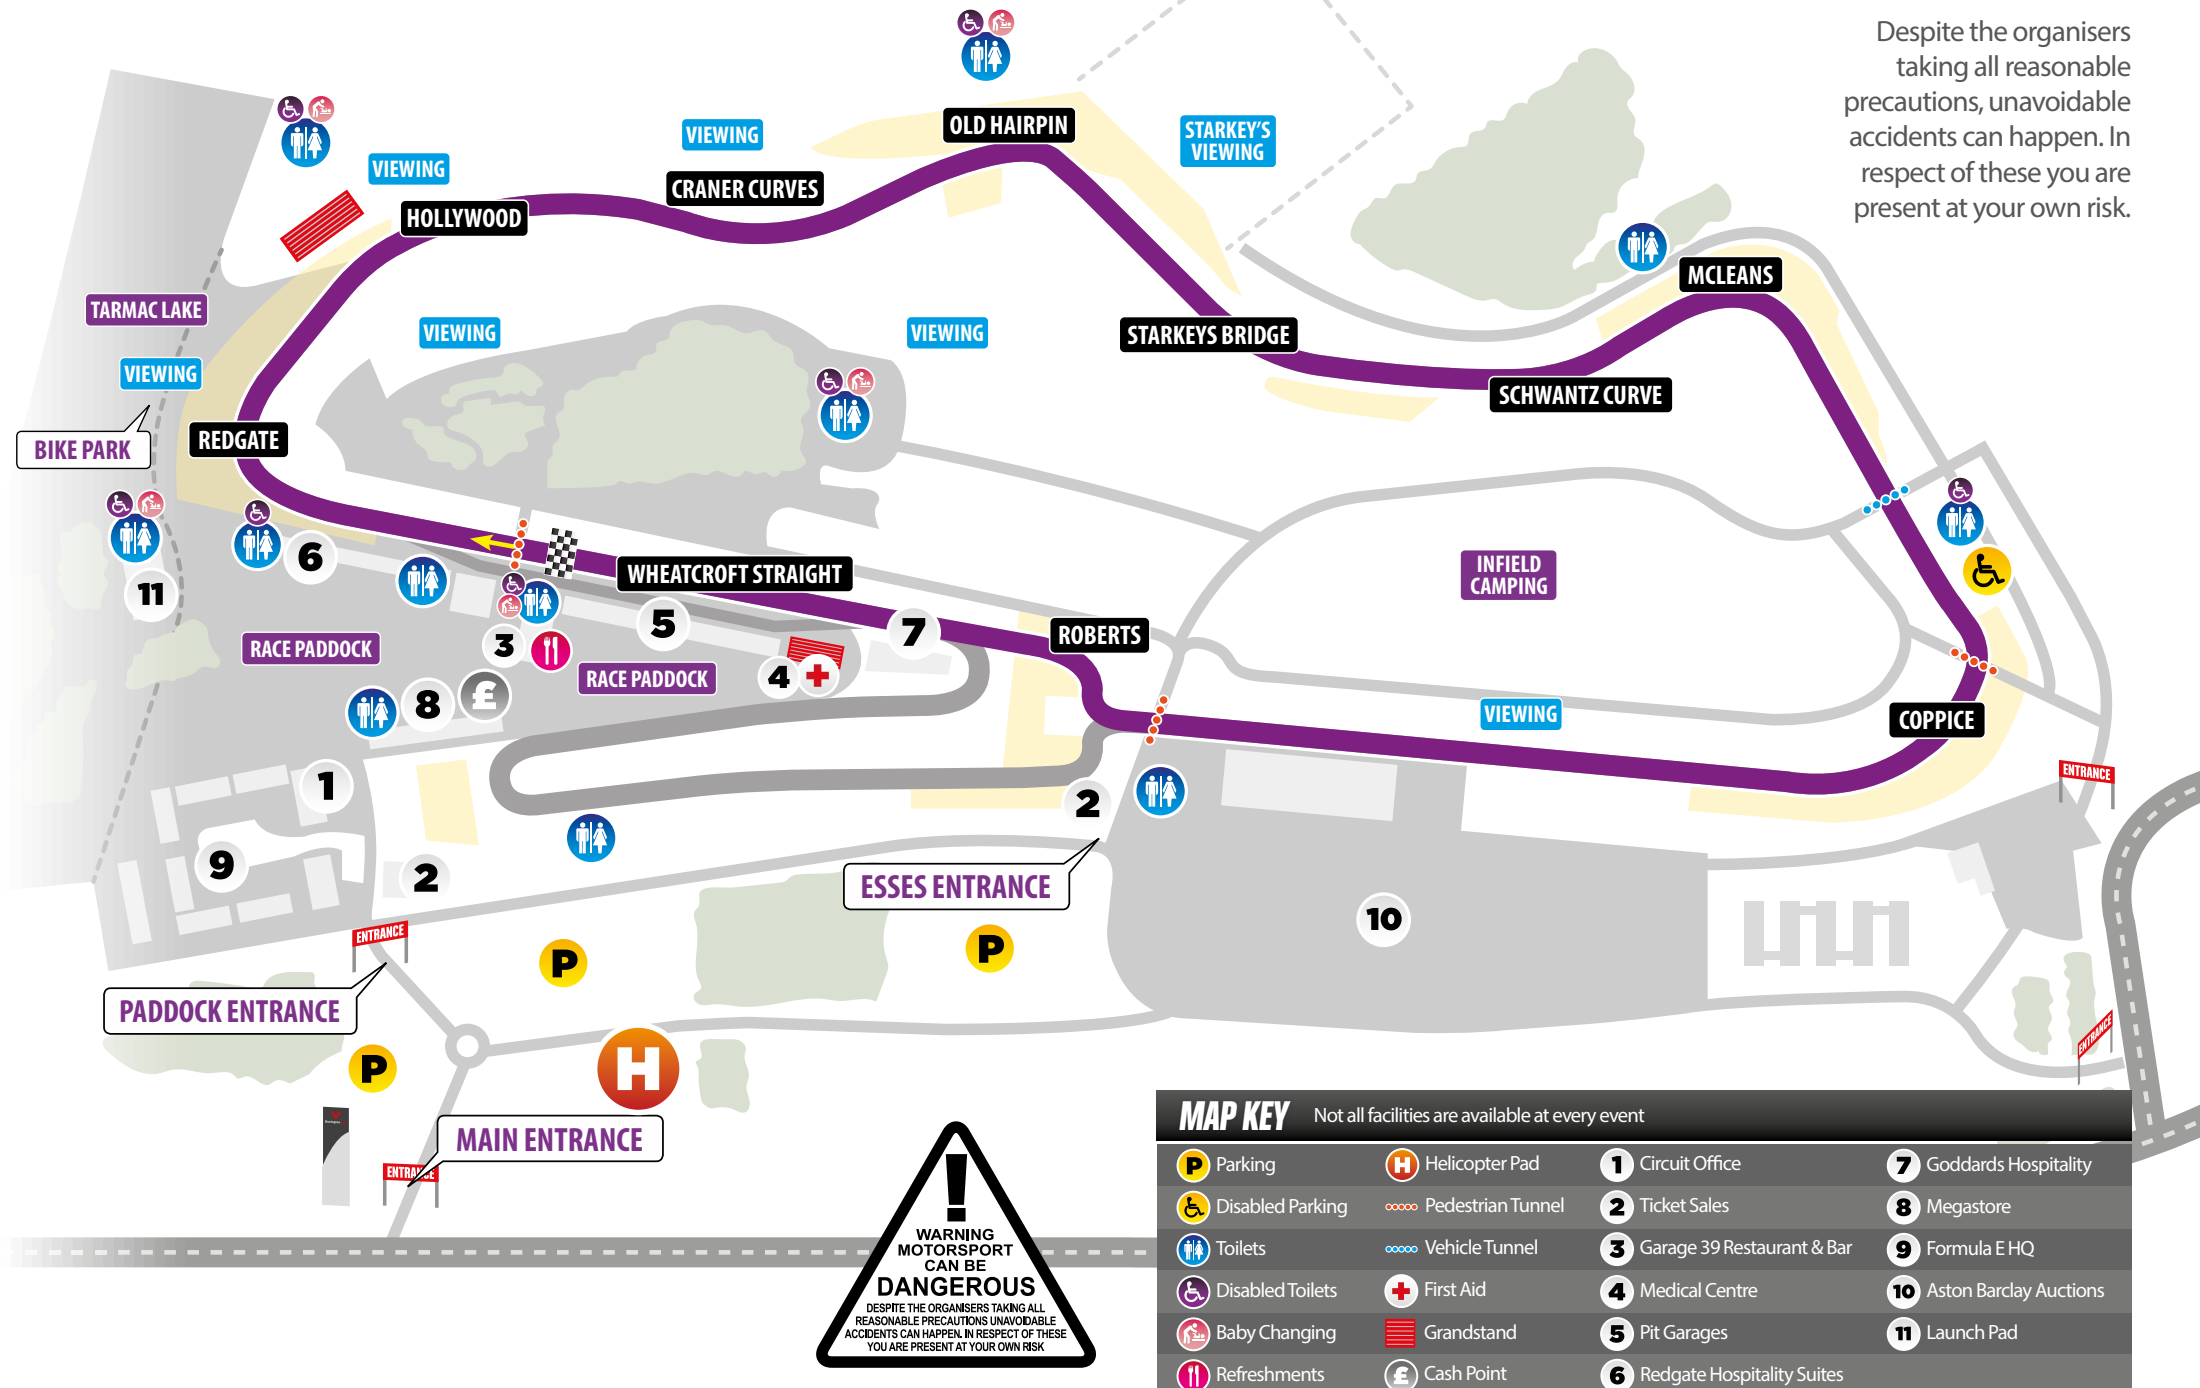 Despite the organisers
taking all reasonable
precautions, unavoidable
accidents can happen. In
respect of these you are
present at your own risk.
OLD HAIRPIN
VIEWING
STARKEY'S
VIEWING
VIEWING
CRANER CURVES
HOLLYWOOD
MCLEANS
TARMAC LAKE
VIEWING
VIEWING
STARKEYS BRIDGE
VIEWING
SCHWANTZ CURVE
REDGATE
BIKE PARK
6
11
WHEATCROFT STRAIGHT
INFIELD
CAMPING
5
7
ROBERTS
3
RACE PADDOCK
RACE PADDOCK
4
8
£
VIEWING
COPPICE
ENTRANCE
1
2
9
2
ESSES ENTRANCE
10
ENTRANCE
P
P
PADDOCK ENTRANCE
ENTRANCE
H
P
MAIN ENTRANCE
ENTRANCE
WARNING
MOTORSPORT
CAN BE
DANGEROUS
DESPITE THE ORGANISERS TAKING ALL
REASONABLE PRECAUTIONS UNAVOIDABLE
ACCIDENTS CAN HAPPEN. IN RESPECT OF THESE
YOU ARE PRESENT AT YOUR OWN RISK
MAP KEY Not all facilities are available at every event
P Parking
Disabled Parking
Toilets
Disabled Toilets
Baby Changing
Refreshments
H Helicopter Pad
Pedestrian Tunnel
Vehicle Tunnel
First Aid
Grandstand
£ Cash Point
1 Circuit Office
2 Ticket Sales
3 Garage 39 Restaurant & Bar
4 Medical Centre
5 Pit Garages
6 Redgate Hospitality Suites
7 Goddards Hospitality
8 Megastore
9 Formula E HQ
10 Aston Barclay Auctions
11 Launch Pad